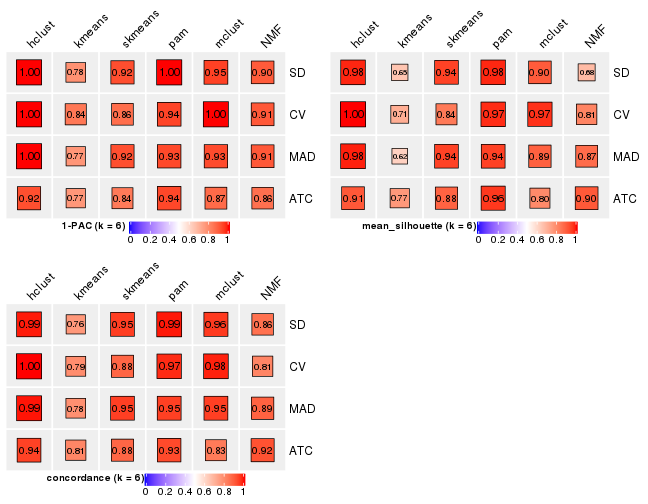 hclust kmeans skmeans pam mclust NMF
1.00 0.78 0.92 1.00 0.95 0.90 SD
1.00 0.84 0.86 0.94 1.00 0.91 CV
1.00 0.77 0.92 0.93 0.93 0.91 MAD
0.92 0.77 0.84 0.94 0.87 0.86 ATC
1-PAC (k = 6)
0 0.2 0.4 0.6 0.8 1
hclust kmeans skmeans pam mclust NMF
0.98 0.65 0.94 0.98 0.90 0.68 SD
1.00 0.71 0.84 0.97 0.97 0.81 CV
0.98 0.62 0.94 0.94 0.89 0.87 MAD
0.91 0.77 0.88 0.96 0.80 0.90 ATC
mean_silhouette (k = 6)
0 0.2 0.4 0.6 0.8 1
hclust kmeans skmeans pam mclust NMF
0.99 0.76 0.95 0.99 0.96 0.86 SD
1.00 0.79 0.88 0.97 0.98 0.81 CV
0.99 0.78 0.95 0.95 0.95 0.89 MAD
0.94 0.81 0.88 0.93 0.83 0.92 ATC
concordance (k = 6)
0 0.2 0.4 0.6 0.8 1